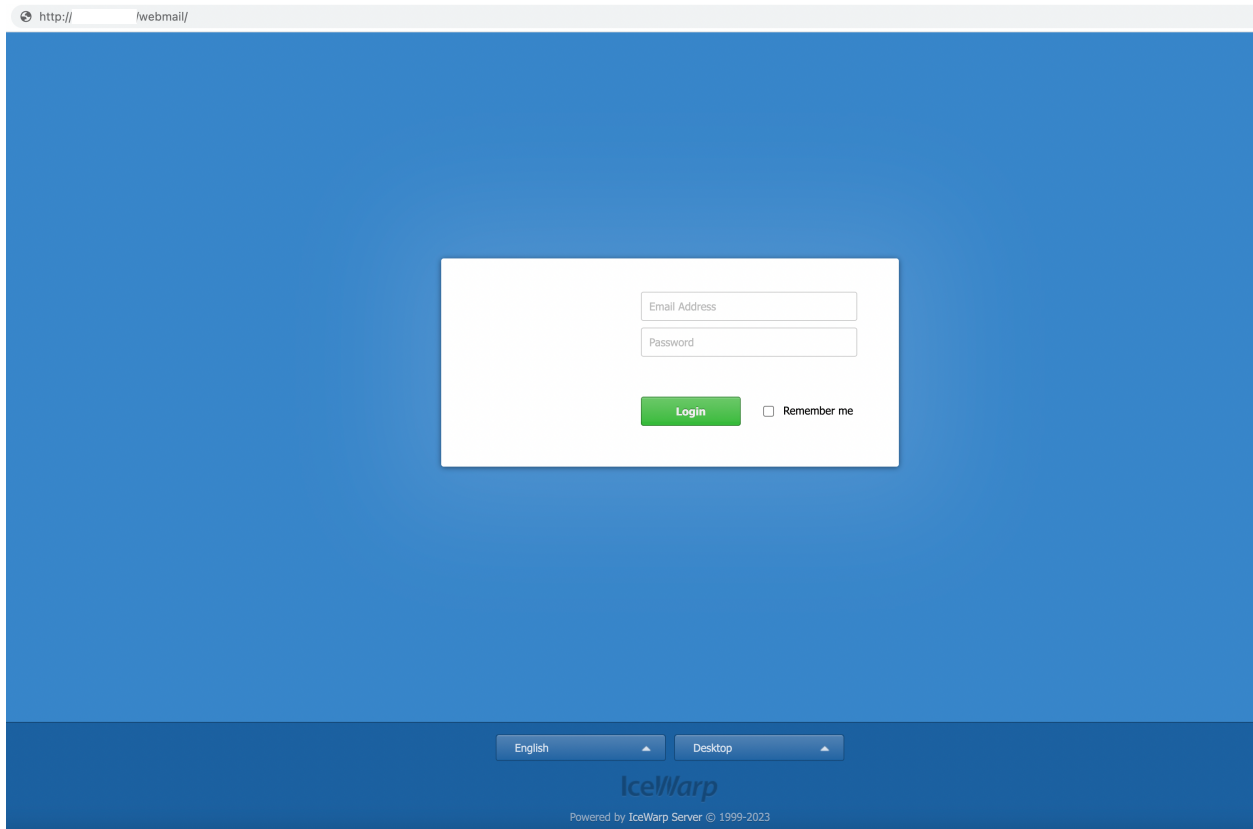 http:// /webmail/
Email Address
Password
Login Remember me
English Desktop
IceWarp
Powered by IceWarp Server © 1999-2023